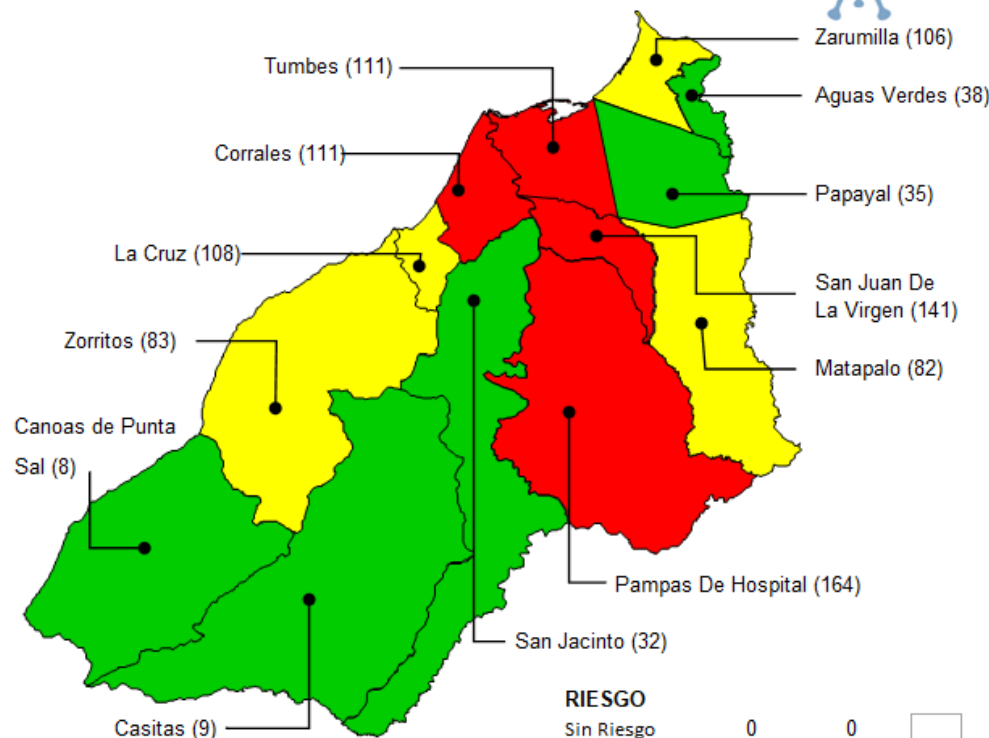 Zarumilla (106)
Tumbes (111)
Aguas Verdes (38)
Corrales (111)
Papayal (35)
La Cruz (108)
San Juan De
La Virgen (141)
Zorritos (83)
Matapalo (82)
Canoas de Punta
Sal (8)
Pampas De Hospital (164)
San Jacinto (32)
RIESGO
Casitas (9)
Sin Riesgo 0 0